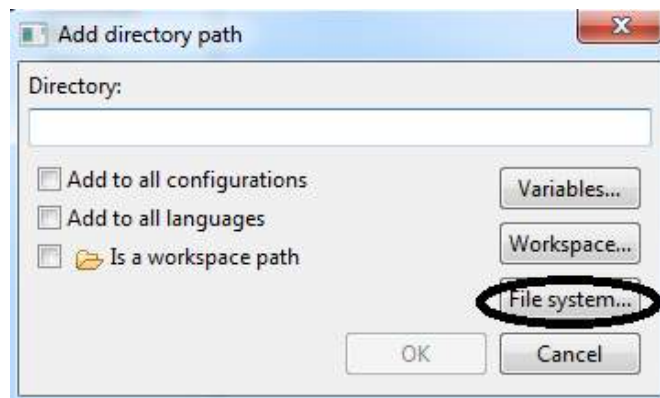 Add directory path
Directory:
Add to all configurations
Variables...
Add to all languages
Workspace...
Is a workspace path
File system...
OK
Cancel